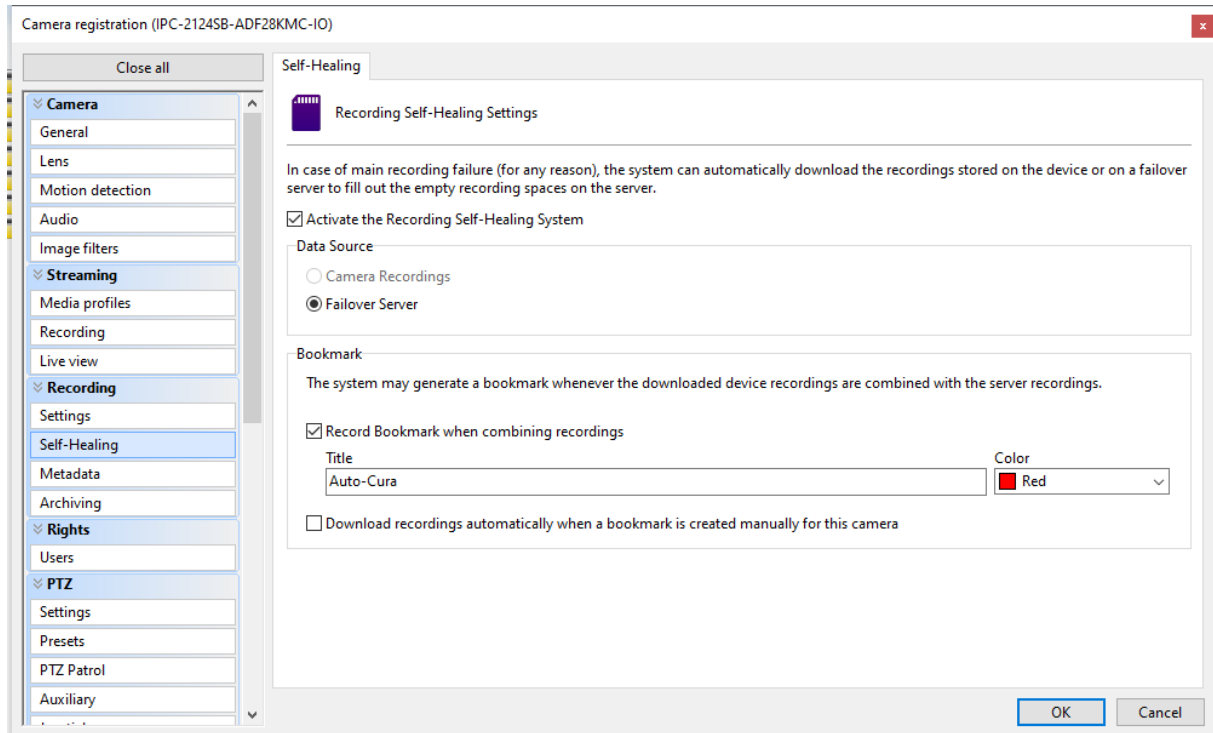 Camera registration (IPC-2124SB-ADF28KMC-IO)
x
Close all
Camera
General
Lens
Motion detection
Audio
Image filters
Streaming
Media profiles
Recording
Live view
Recording
Settings
Self-Healing
Metadata
Archiving
Rights
Users
PTZ
Settings
Presets
PTZ Patrol
Auxiliary
Self-Healing
Recording Self-Healing Settings
In case of main recording failure (for any reason), the system can automatically download the recordings stored on the device or on a failover
server to fill out the empty recording spaces on the server.
Activate the Recording Self-Healing System
Data Source
Camera Recordings
Failover Server
Bookmark
The system may generate a bookmark whenever the downloaded device recordings are combined with the server recordings.
Record Bookmark when combining recordings
Title Color
Auto-Cura Red
Download recordings automatically when a bookmark is created manually for this camera
OK Cancel